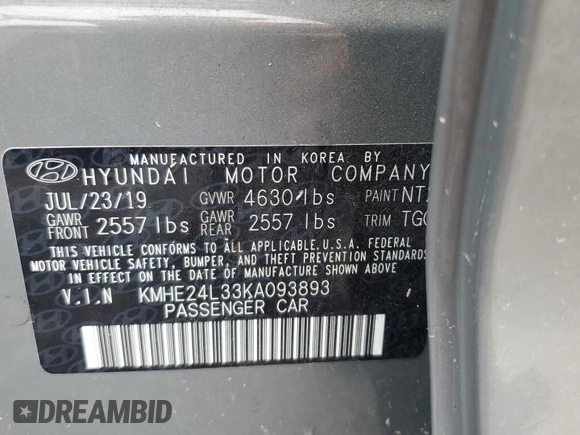 MANUFACTURED IN KOREA BY
HYUNDAI MOTOR COMPANY
JUL/23/19 GVWR 4630 lbs PAINT
GAWR FRONT 2557 lbs GAWR REAR 2557 lbs TRIM
THIS VEHICLE CONFORMS TO ALL APPLICABLE U.S.A. FEDERAL
MOTOR VEHICLE SAFETY, BUMPER, AND THEFT PREVENTION STANDARDS
IN EFFECT ON THE DATE OF MANUFACTURE SHOWN ABOVE.
V.I.N KMHE24L33KA093893
PASSENGER CAR
DREAMBID